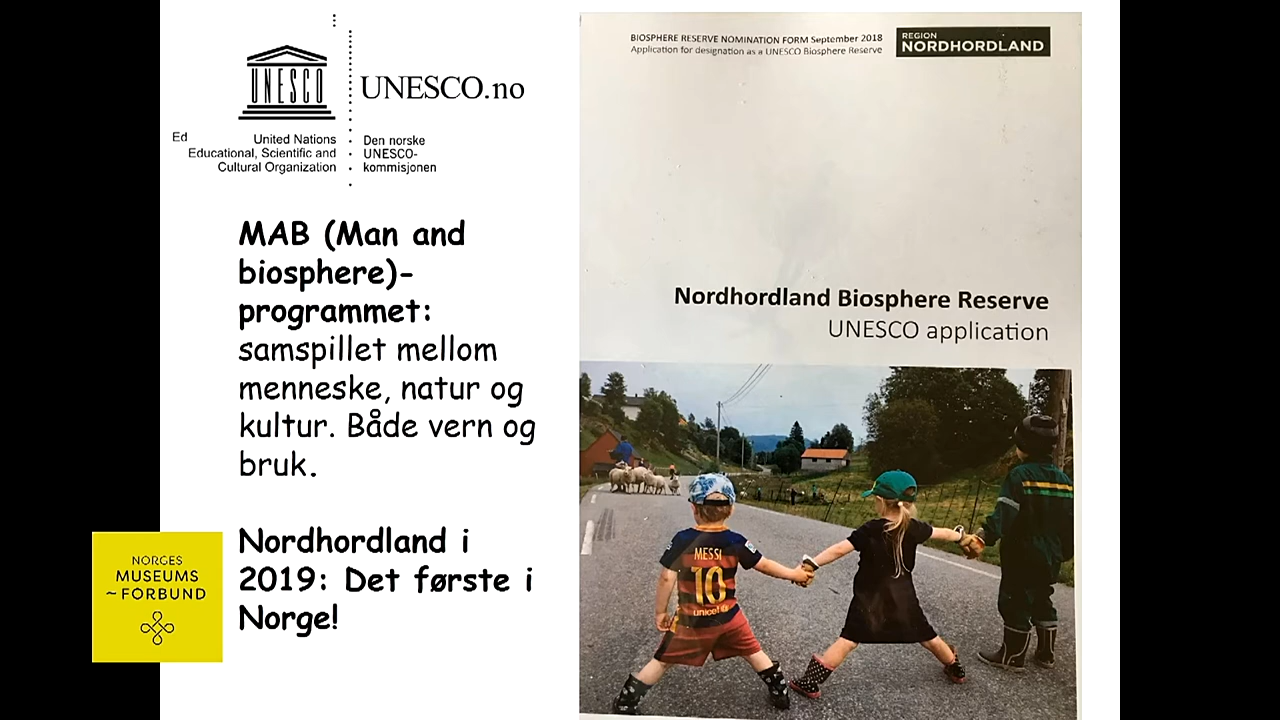 UNESCO
UNESCO.no
Ed
United Nations
Educational, Scientific and
Cultural Organization
Den norske
UNESCO-
kommisjonen
MAB (Man and
biosphere)-
programmet:
samspillet mellom
menneske, natur og
kultur. Både vern og
bruk.
Nordhordland i
2019: Det første i
Norge!
NORGES
MUSEUMS
~FORBUND
BIOSPHERE RESERVE NOMINATION FORM September 2018
Application for designation as a UNESCO Biosphere Reserve
REGION
NORDHORDLAND
Nordhordland Biosphere Reserve
UNESCO application
MESSI
10
unicef